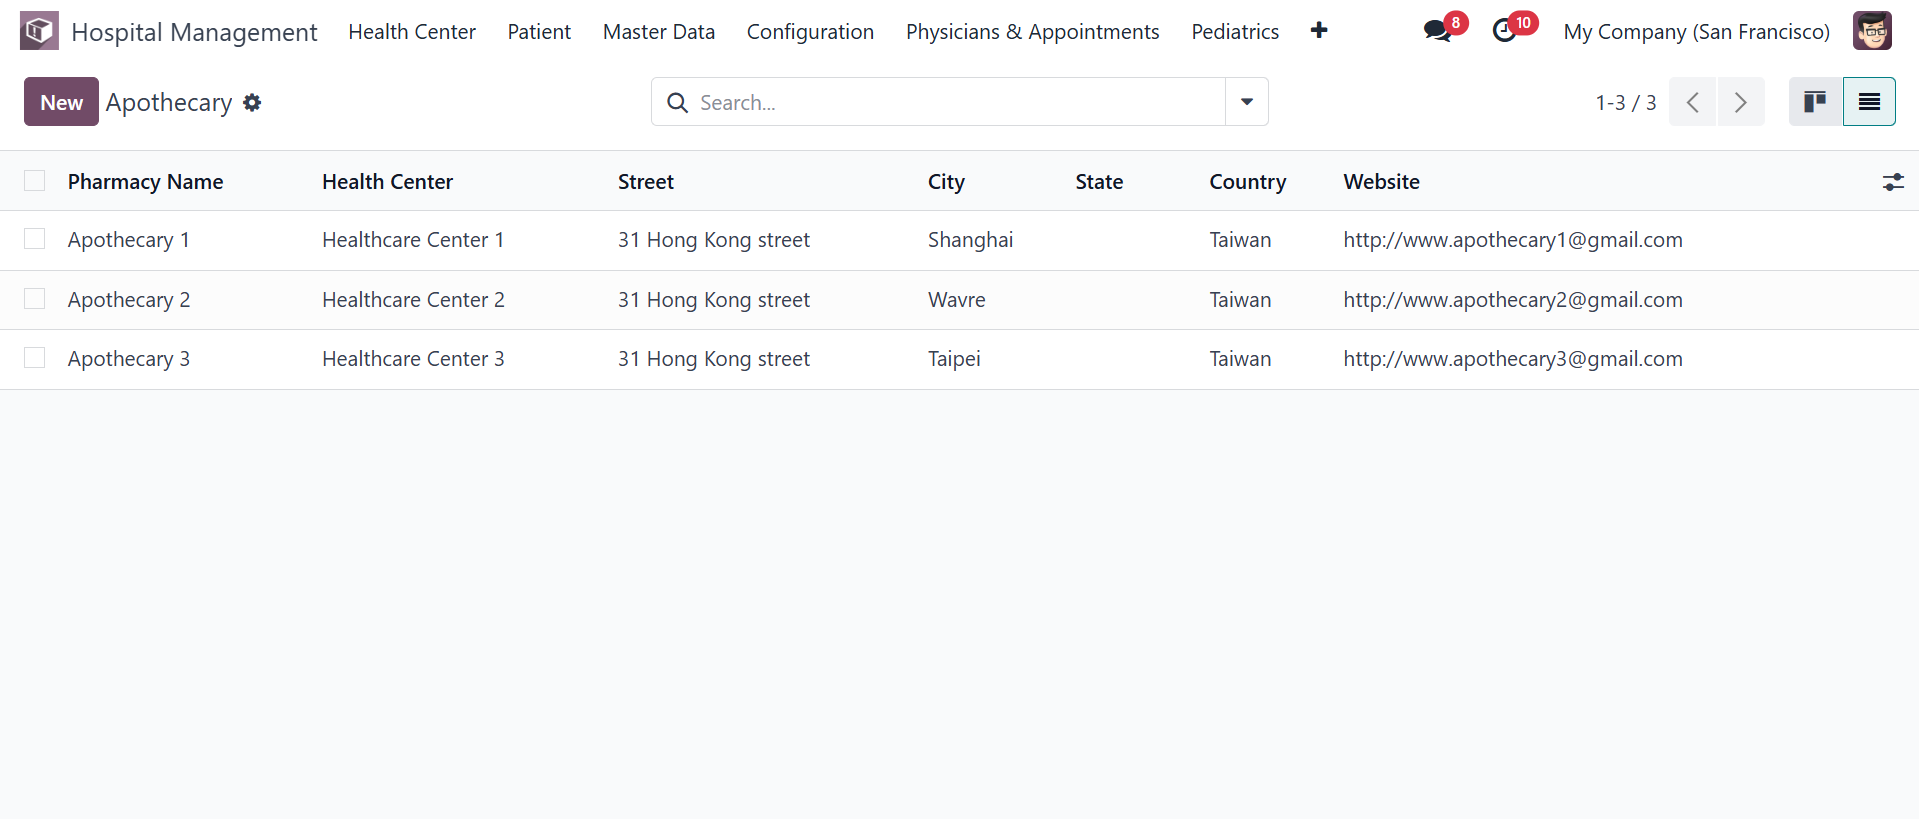 Hospital Management Health Center Patient Master Data Configuration Physicians & Appointments Pediatrics 8 10 My Company (San Francisco)
New Apothecary Search... 1-3 / 3
Pharmacy Name Health Center Street City State Country Website
Apothecary 1 Healthcare Center 1 31 Hong Kong street Shanghai Taiwan http://www.apothecary1@gmail.com
Apothecary 2 Healthcare Center 2 31 Hong Kong street Wavre Taiwan http://www.apothecary2@gmail.com
Apothecary 3 Healthcare Center 3 31 Hong Kong street Taipei Taiwan http://www.apothecary3@gmail.com